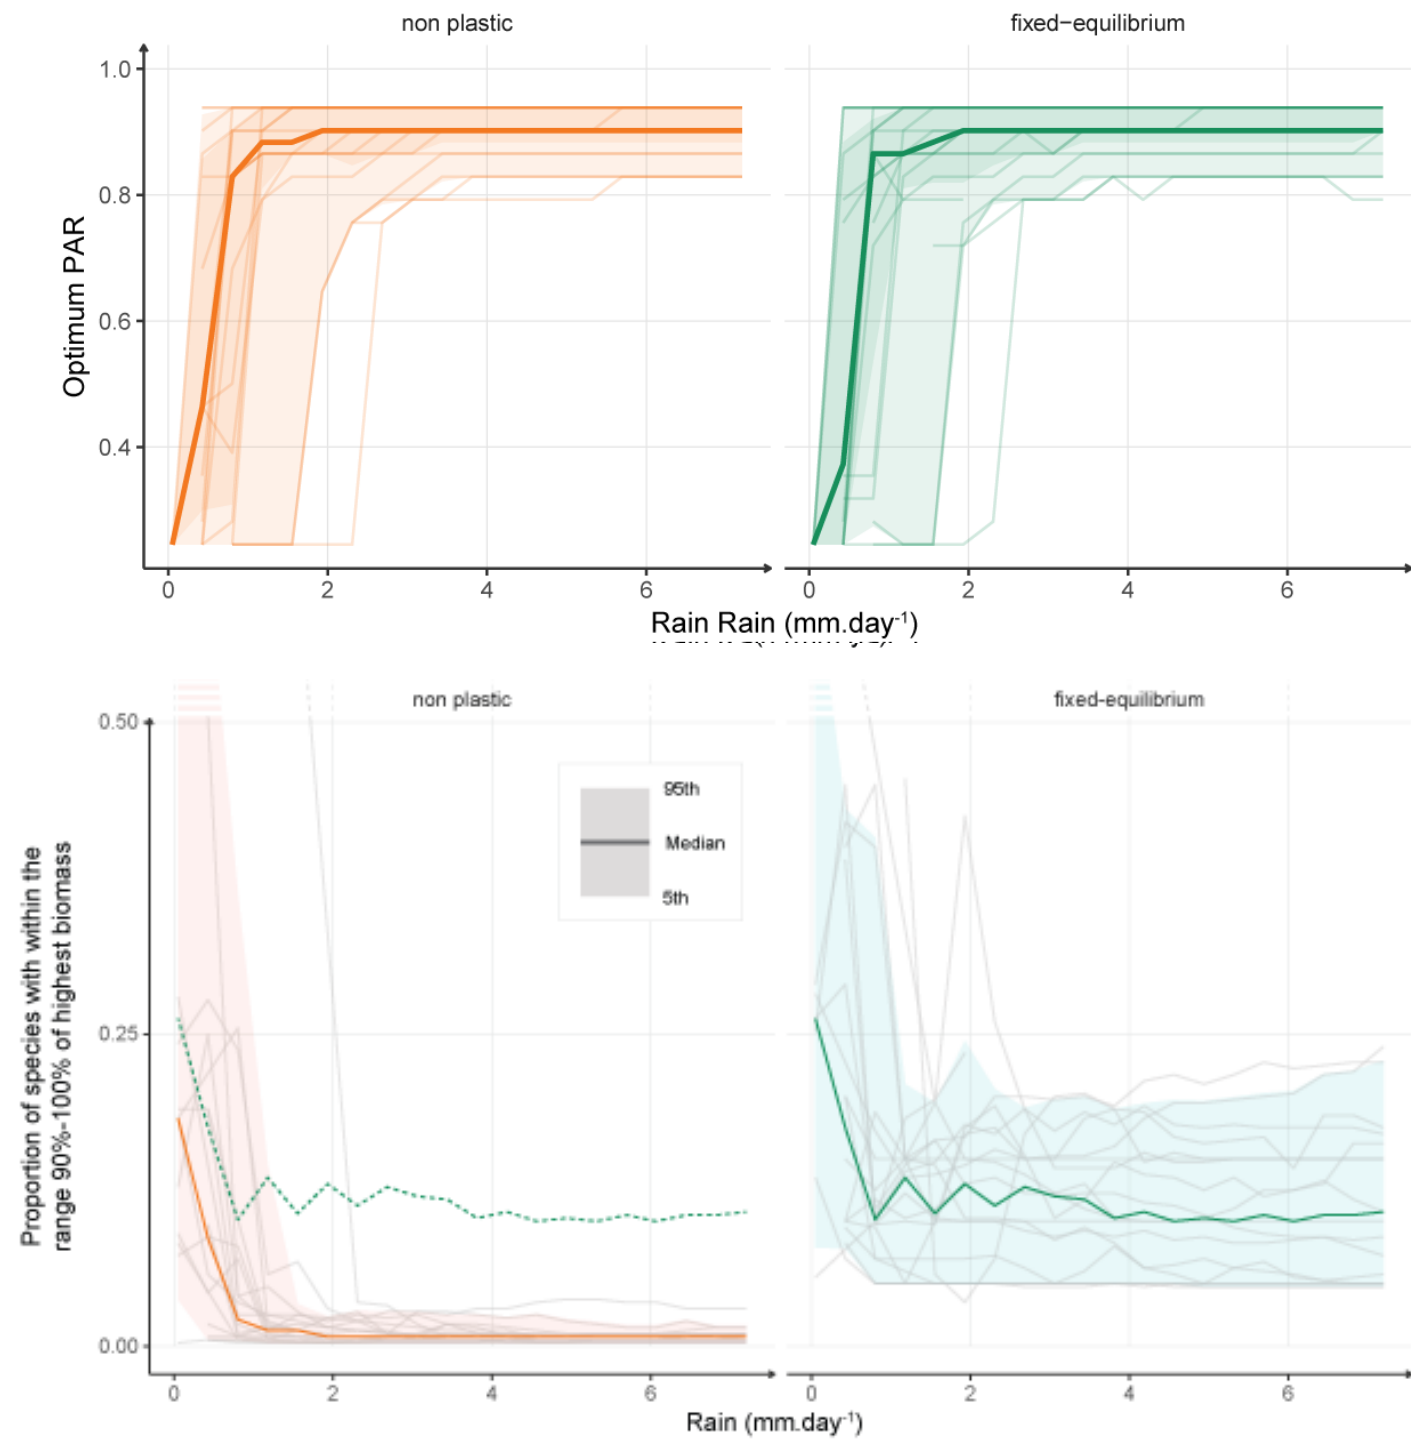 non plastic
fixed−equilibrium
1.0
0.8
0.6
0.4
Optimum PAR
0
2
4
6
0
2
4
6
Rain Rain (mm.day-1)
non plastic
fixed-equilibrium
0.50
0.25
0.00
95th
Median
5th
Proportion of species with within the
range 90%-100% of highest biomass
0
2
4
6
0
2
4
6
Rain (mm.day-1)